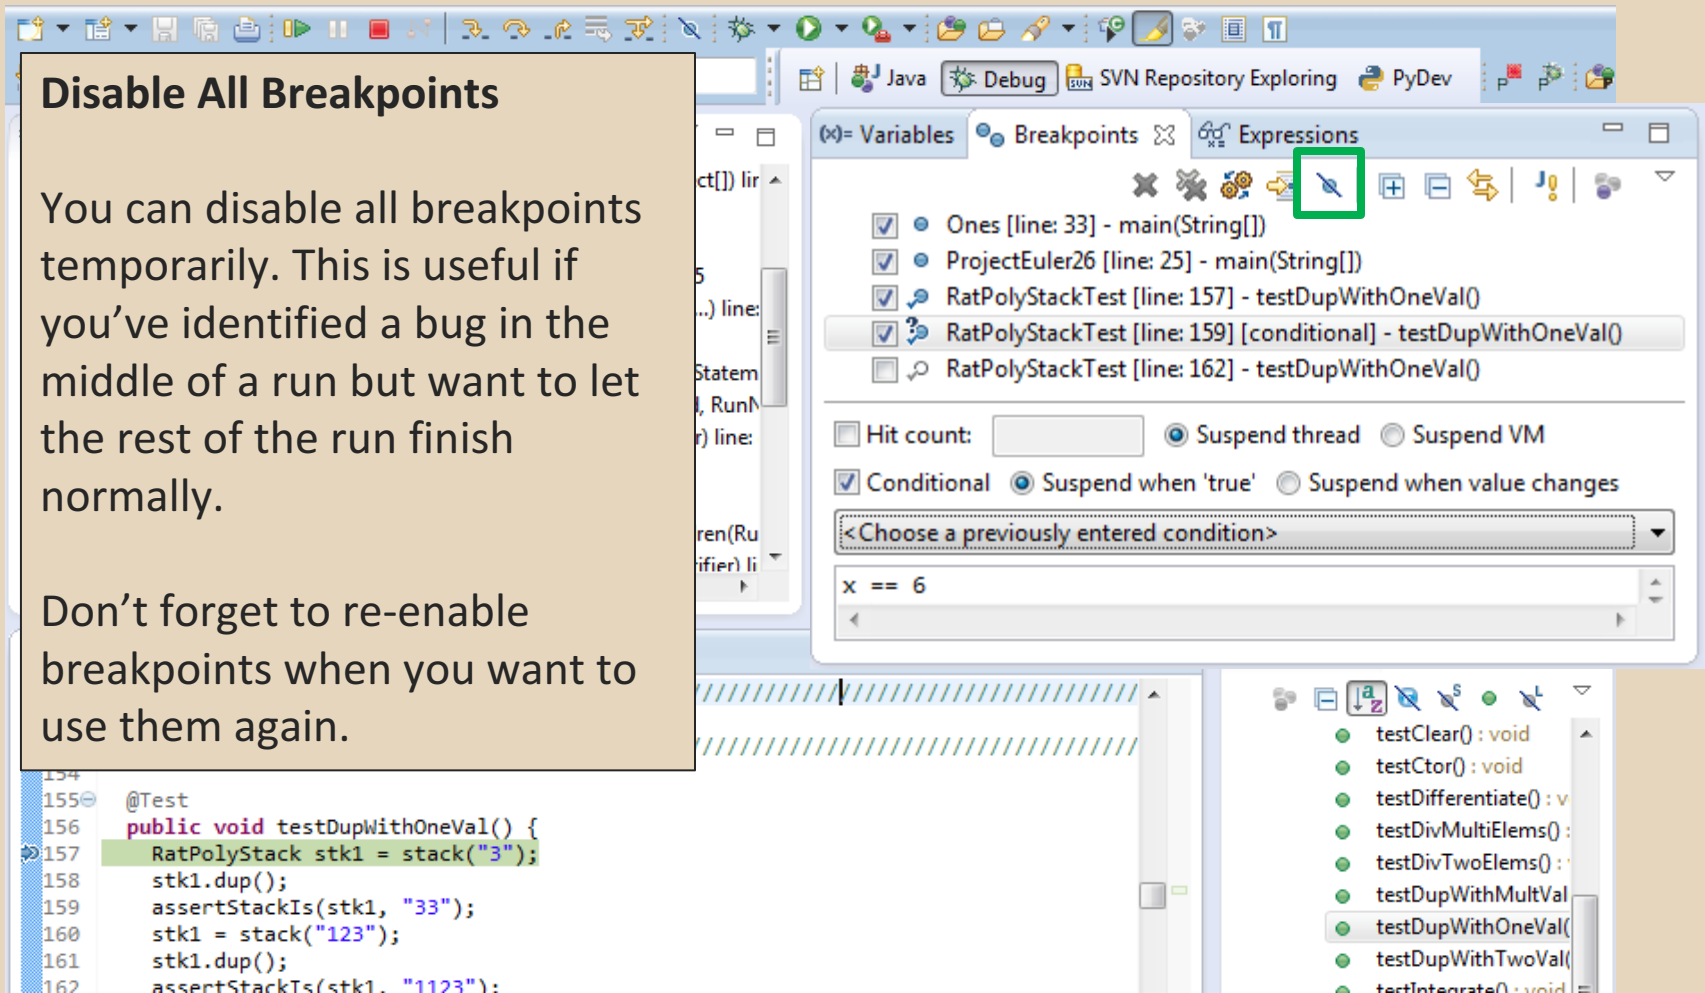 Java
Debug
SVN Repository Exploring
PyDev
Disable All Breakpoints
You can disable all breakpoints
temporarily. This is useful if
you've identified a bug in the
middle of a run but want to let
the rest of the run finish
normally.
Don't forget to re-enable
breakpoints when you want to
use them again.
ct[]) lir
5
...) line:
Statem
, RunN
r) line:
ren(Ru
ifier) li
(x)= Variables
Breakpoints
Expressions
Ones [line: 33] - main(String[])
ProjectEuler26 [line: 25] - main(String[])
RatPolyStackTest [line: 157] - testDupWithOneVal()
RatPolyStackTest [line: 159] [conditional] - testDupWithOneVal()
RatPolyStackTest [line: 162] - testDupWithOneVal()
Hit count:
Suspend thread
Suspend VM
Conditional
Suspend when 'true'
Suspend when value changes
<Choose a previously entered condition>
x == 6
154
155 @Test
156 public void testDupWithOneVal() {
157 RatPolyStack stk1 = stack("3");
158 stk1.dup();
159 assertStackIs(stk1, "33");
160 stk1 = stack("123");
161 stk1.dup();
162 assertStackIs(stk1, "1123");
testClear() : void
testCtor() : void
testDifferentiate() : v
testDivMultiElems() :
testDivTwoElems() :
testDupWithMultVal
testDupWithOneVal(
testDupWithTwoVal(
testIntegrate() : void